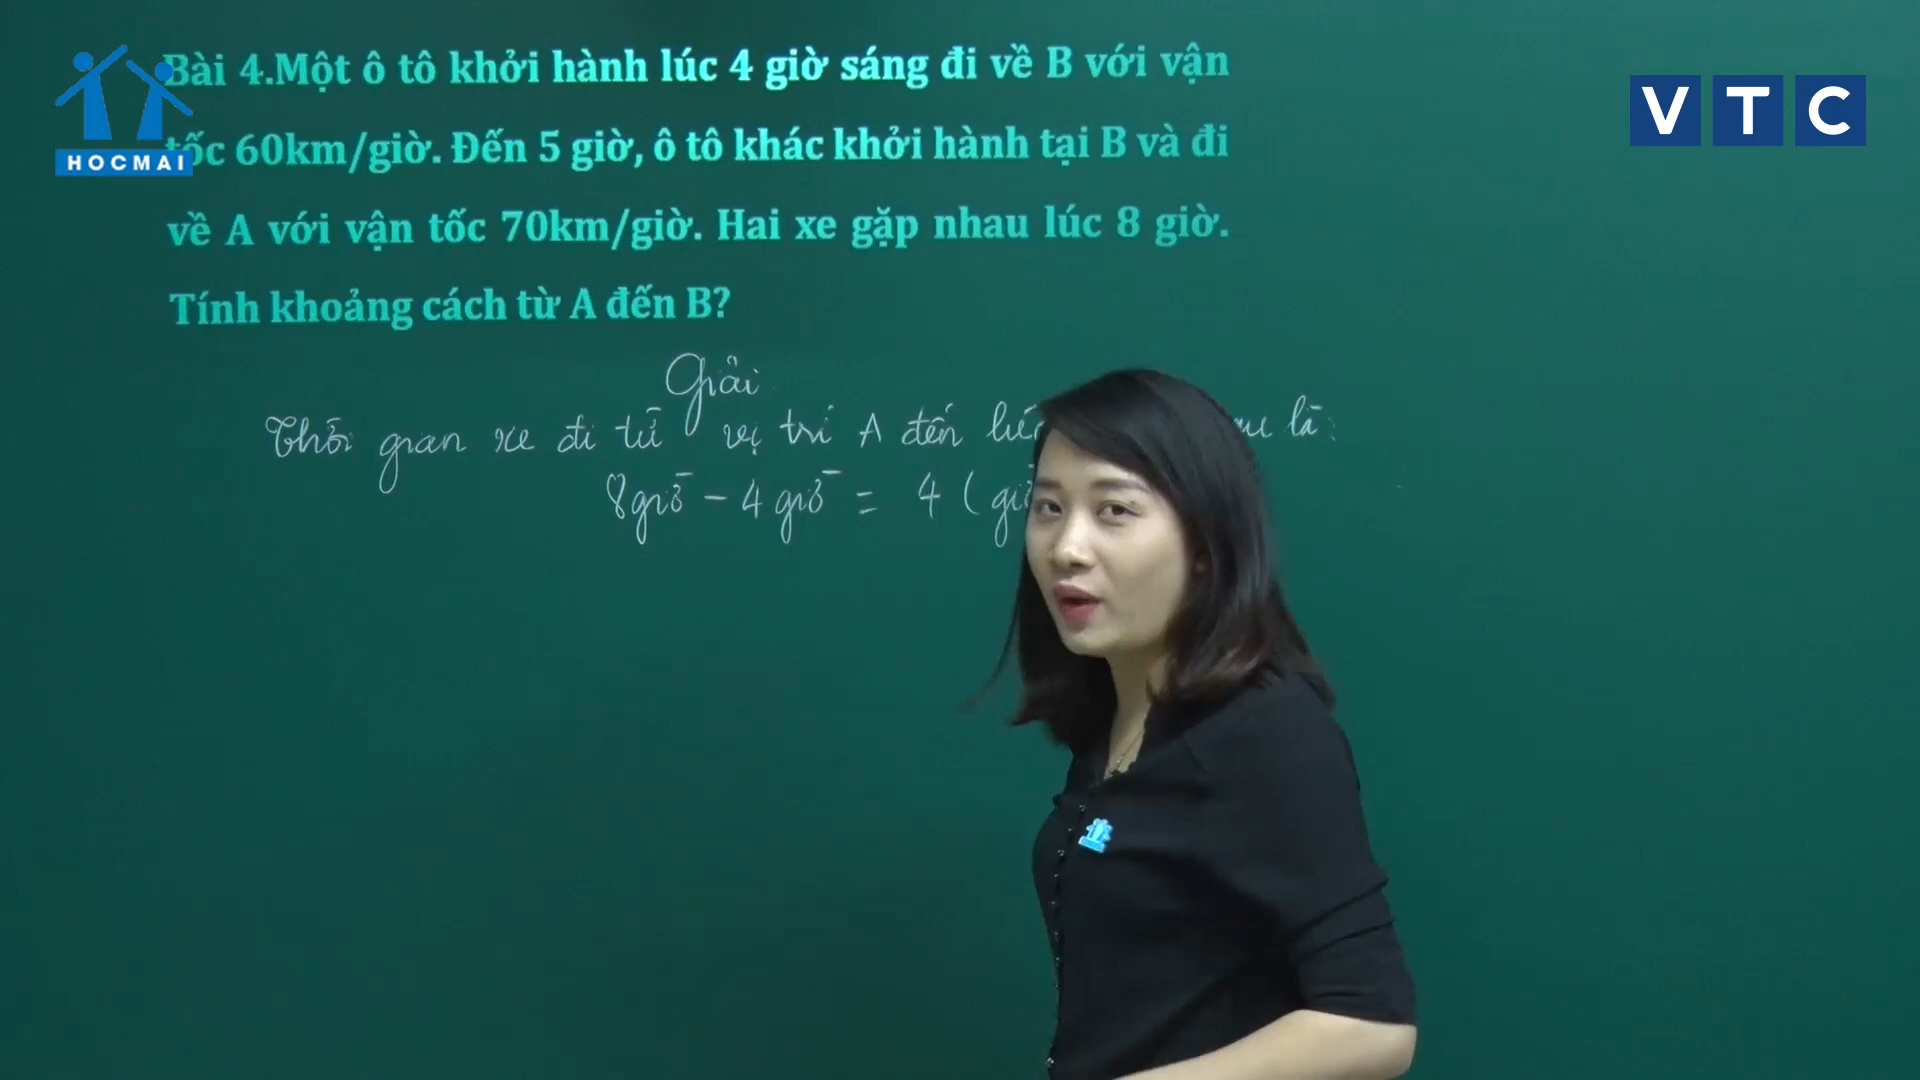 Bài 4.Một ô tô khởi hành lúc 4 giờ sáng đi về B với vận
tốc 60km/giờ. Đến 5 giờ, ô tô khác khởi hành tại B và đi
về A với vận tốc 70km/giờ. Hai xe gặp nhau lúc 8 giờ.
Tính khoảng cách từ A đến B?
HOCMAI
VTC
Giải
Thời gian xe đi từ vị trí A đến là:
8giờ - 4 giờ = 4 (giờ